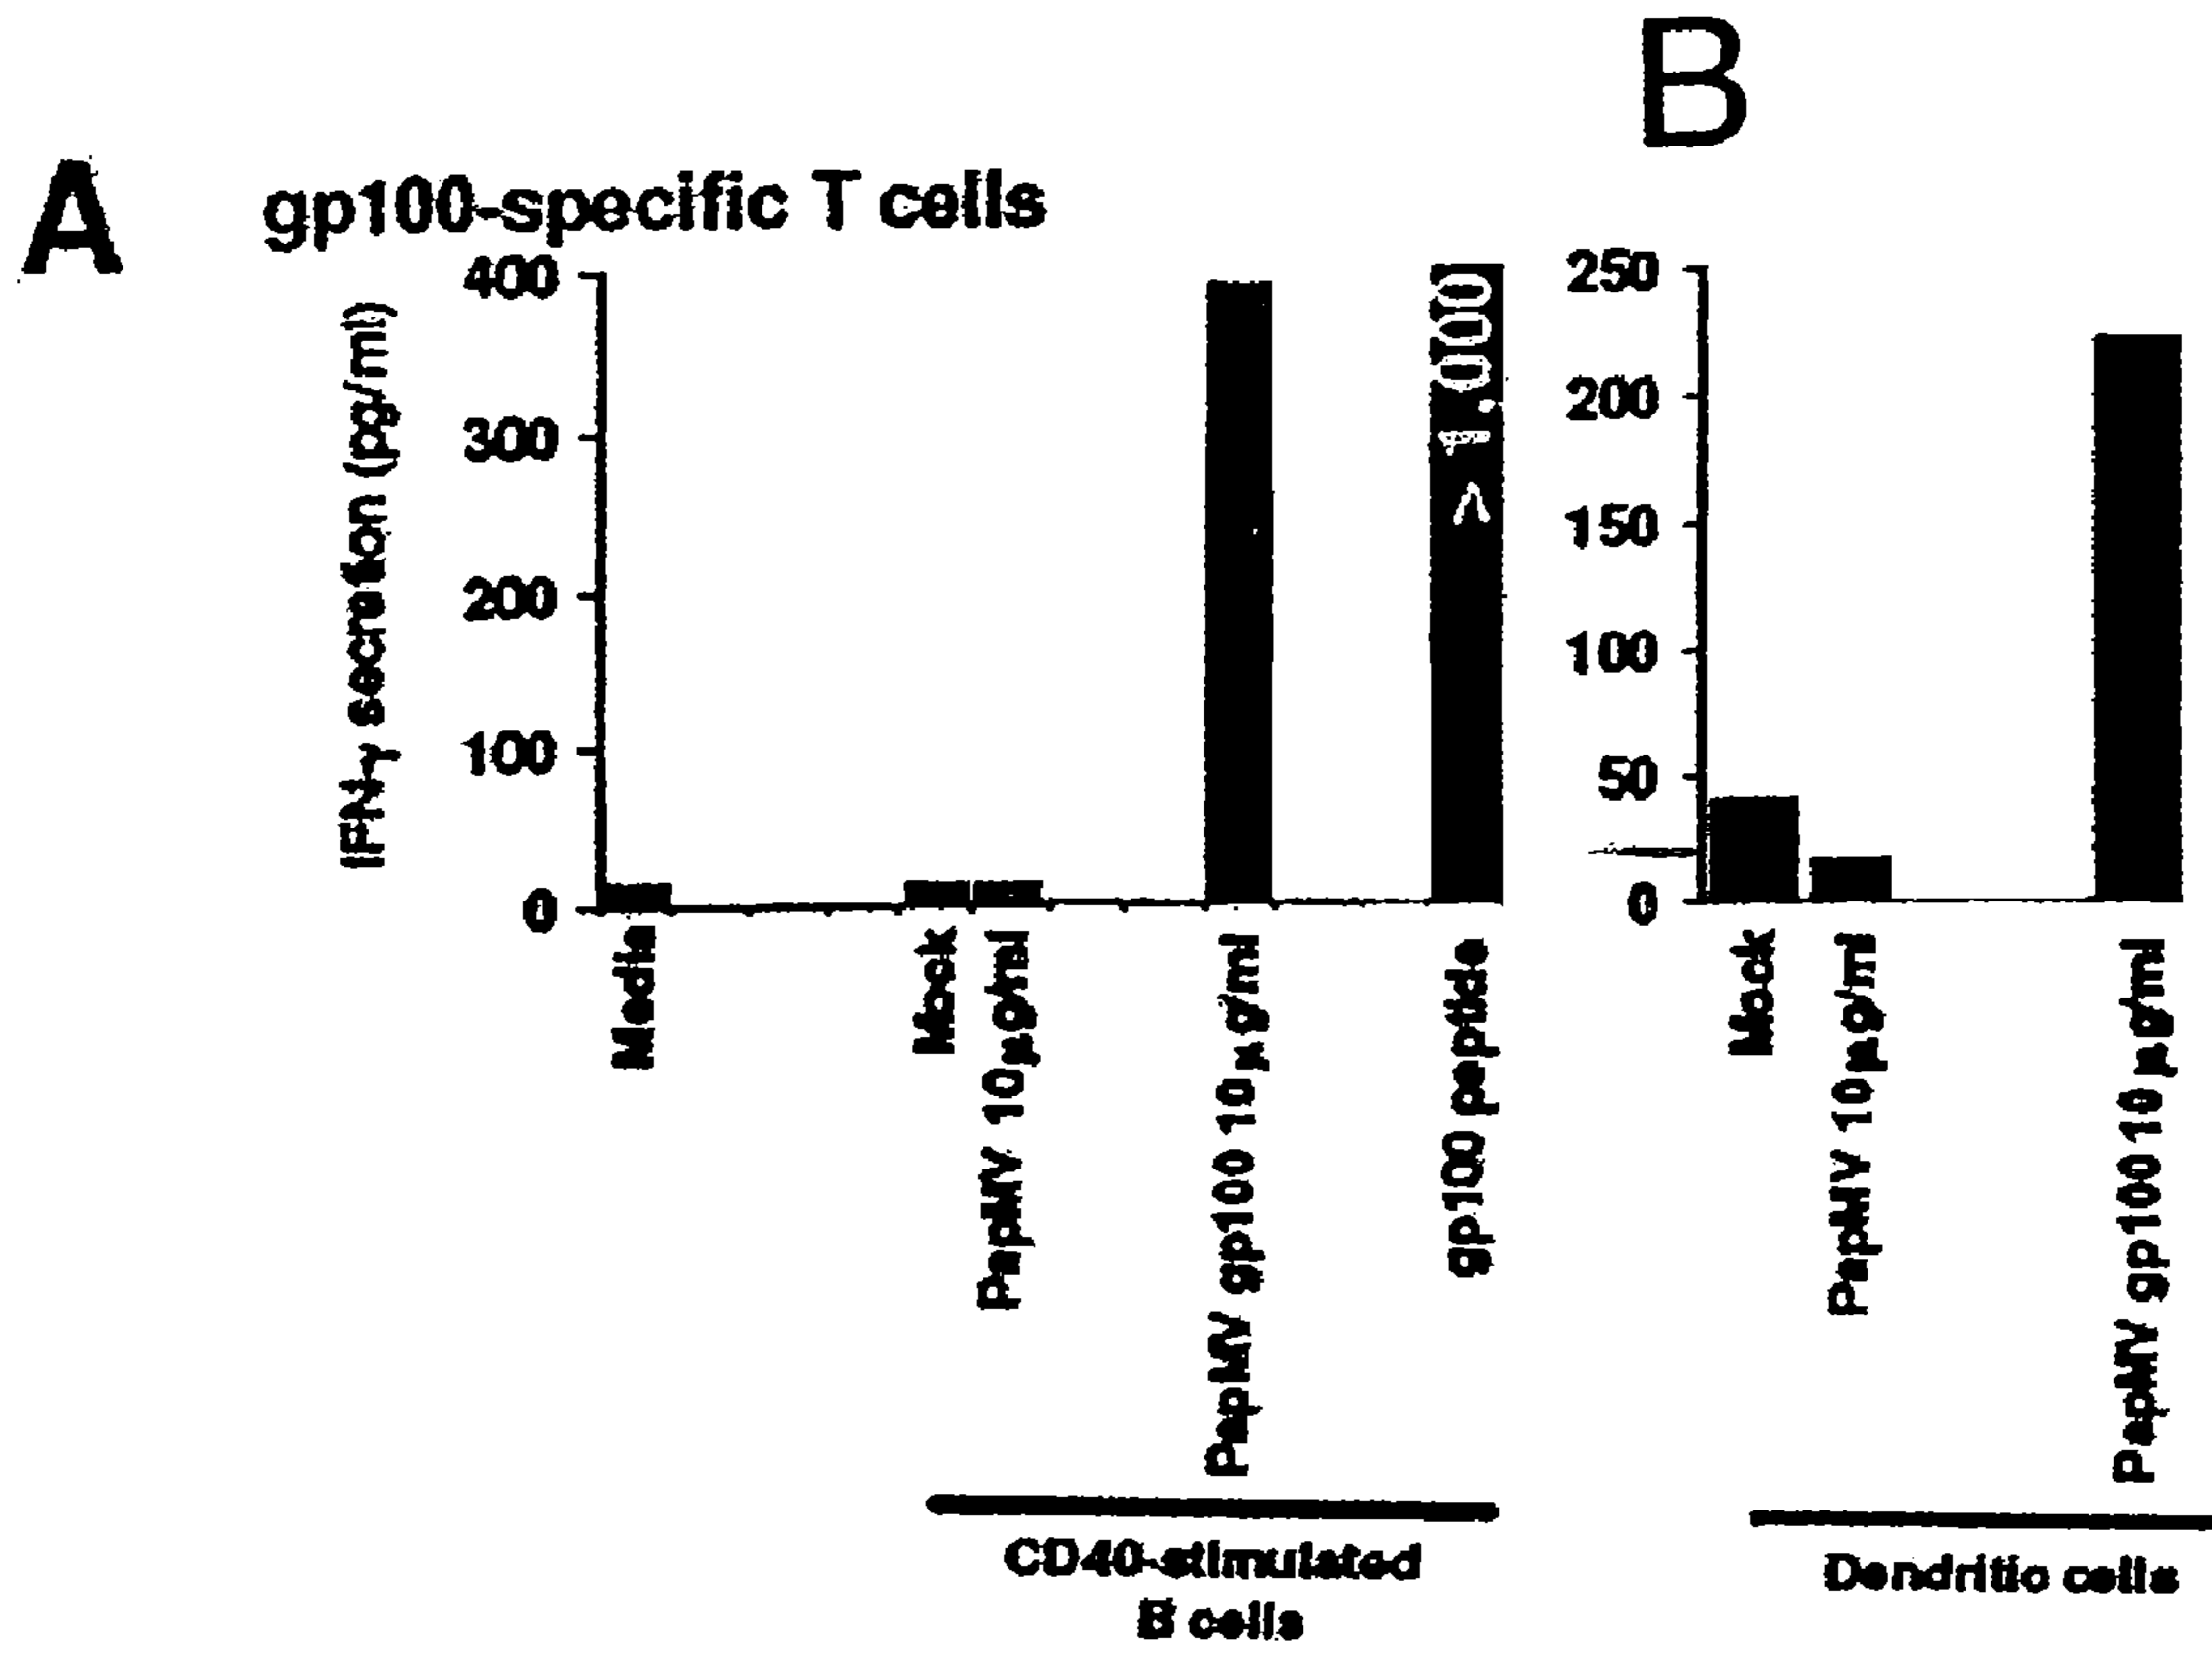 A
gp100-specific T cells
IFNγ secretion (pg/ml)
400
300
200
100
0
> 1.000
Media
Mock
PapMV 10 µg/ml
PapMV gp100 10 µg/ml
gp100 peptide
CD40-stimulated
B cells
B
250
200
150
100
50
0
Mock
PapMV 10 µg/ml
PapMV gp100 10 µg/ml
Dendritic cells